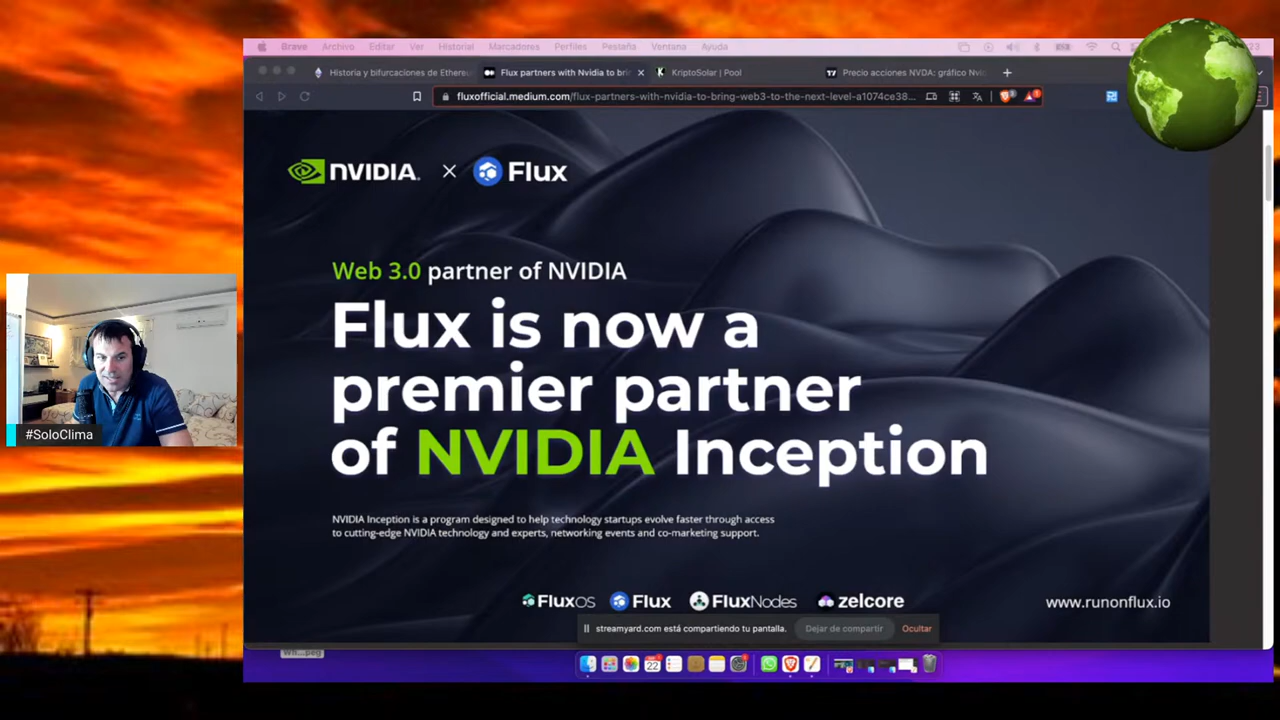 Brave Archivo Editar Ver Historial Marcadores Perfiles Pestaña Ventana Ayuda
Historia y bifurcaciones de Ethereu
Flux partners with Nvidia to brin
KriptoSolar | Pool
Precio acciones NVDA: gráfico
fluxofficial.medium.com/flux-partners-with-nvidia-to-bring-web3-to-the-next-level-a1074ce38...
NVIDIA. × Flux
Web 3.0 partner of NVIDIA
Flux is now a
premier partner
of NVIDIA Inception
NVIDIA Inception is a program designed to help technology startups evolve faster through access
to cutting-edge NVIDIA technology and experts, networking events and co-marketing support.
FluxOS Flux FluxNodes zelcore
www.runonflux.io
streamyard.com está compartiendo tu pantalla. Dejar de compartir Ocultar
#SoloClima
22